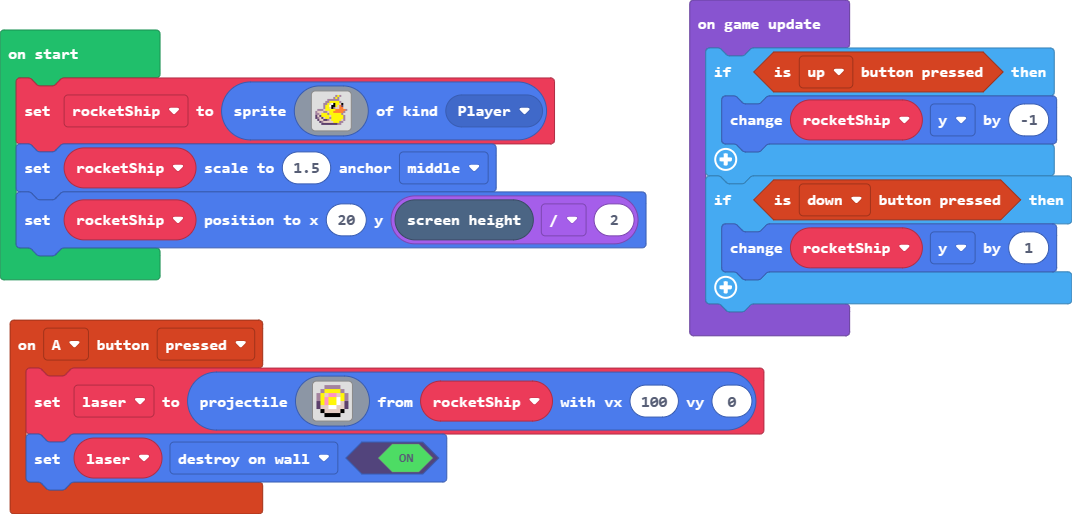 on start
set rocketShip to sprite of kind Player
set rocketShip scale to 1.5 anchor middle
set rocketShip position to x 20 y screen height / 2
on game update
if is up button pressed then
change rocketShip y by -1
if is down button pressed then
change rocketShip y by 1
on A button pressed
set laser to projectile from rocketShip with vx 100 vy 0
set laser destroy on wall ON